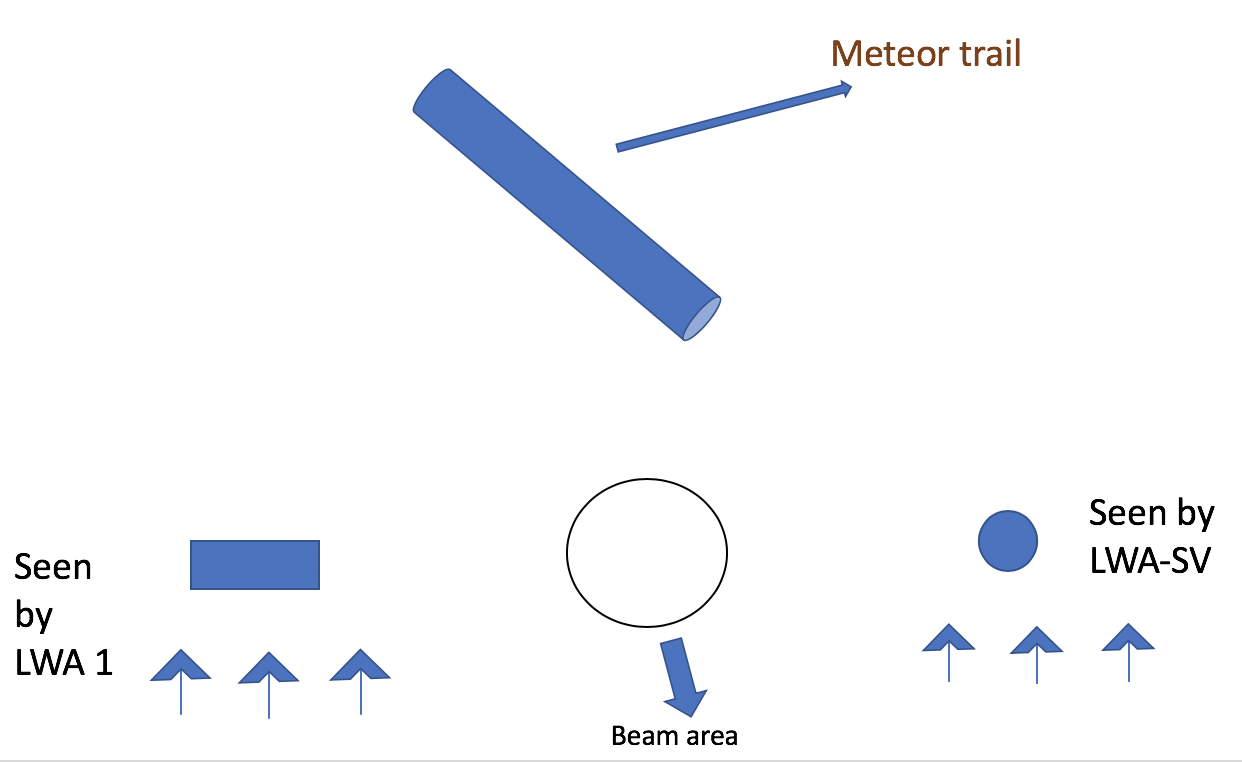 Meteor trail
Seen by
LWA-SV
Seen
by
LWA 1
Beam area